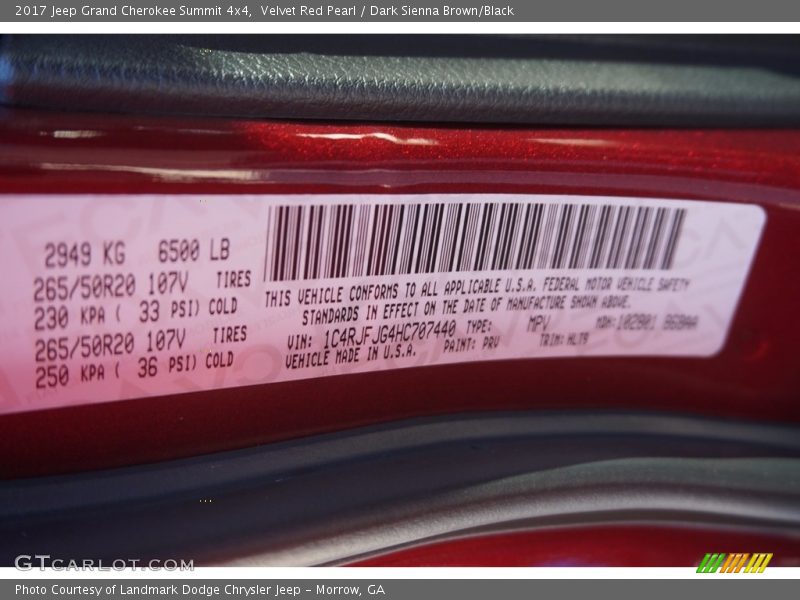 2017 Jeep Grand Cherokee Summit 4x4,  Velvet Red Pearl / Dark Sienna Brown/Black
2949 KG 6500 LB
265/50R20 107V TIRES
230 KPA ( 33 PSI) COLD
265/50R20 107V TIRES
250 KPA ( 36 PSI) COLD
THIS VEHICLE CONFORMS TO ALL APPLICABLE U.S.A. FEDERAL MOTOR VEHICLE SAFETY
STANDARDS IN EFFECT ON THE DATE OF MANUFACTURE SHOWN ABOVE.
VIN: 1C4RJFJG4HC707440 TYPE: MPV MDH:
VEHICLE MADE IN U.S.A. PAINT: PRV TRIM: HLT9
GTcarlot.com
Photo Courtesy of Landmark Dodge Chrysler Jeep – Morrow, GA